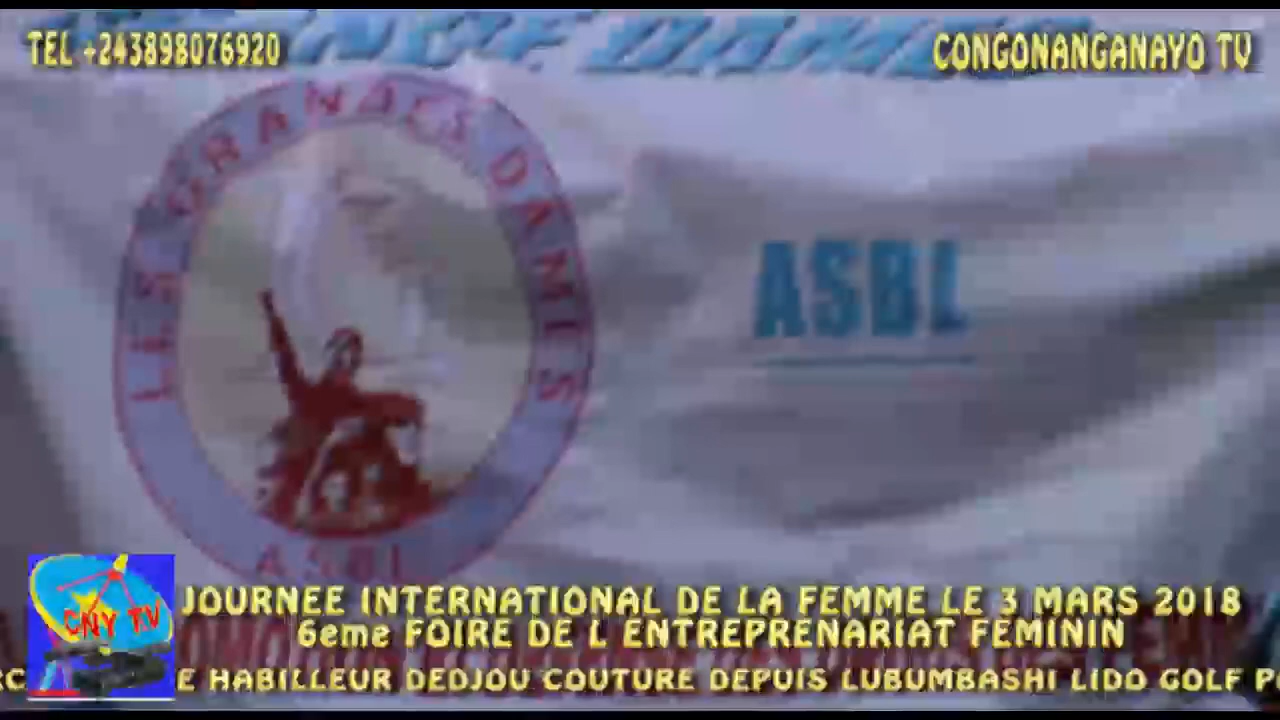 TEL +243898076920
CONGONANGANAYO TV
LES GRANDES DAMES
ASBL
ASBL
CNY TV
JOURNEE INTERNATIONAL DE LA FEMME LE 3 MARS 2018
6eme FOIRE DE L ENTREPRENARIAT FEMININ
E HABILLEUR DEDJOU COUTURE DEPUIS LUBUMBASHI LIDO GOLF